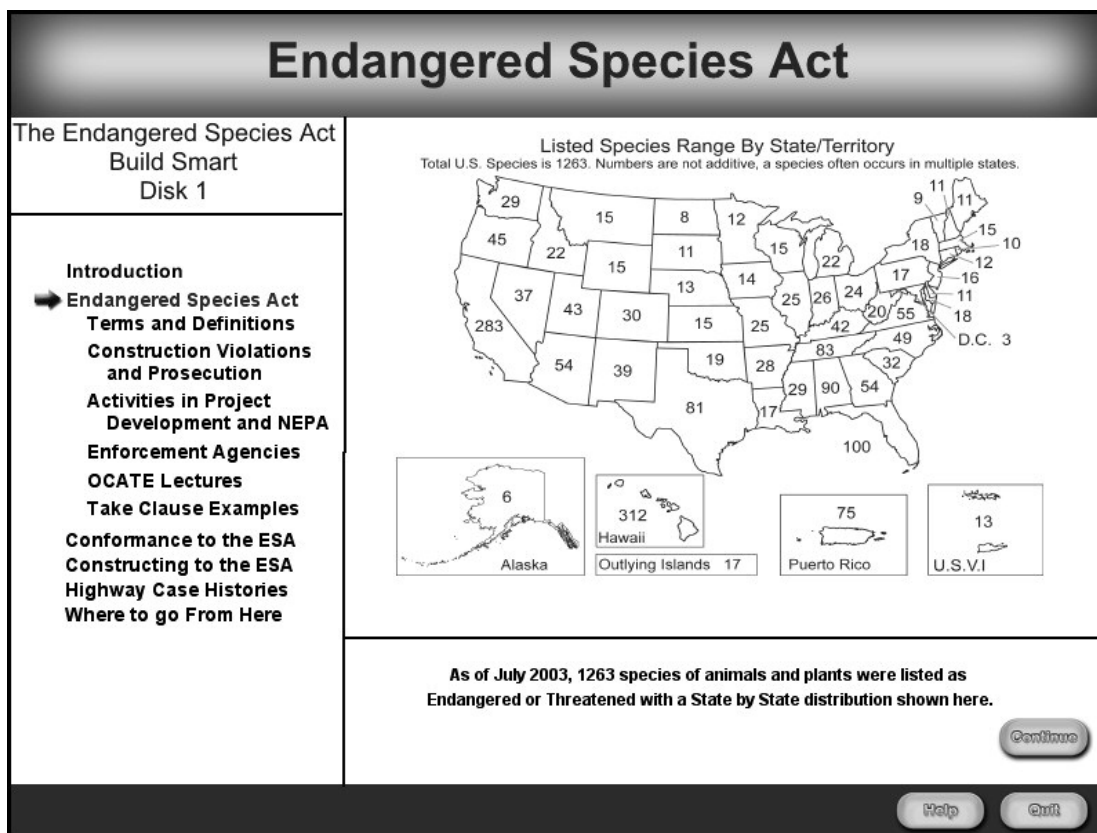 Endangered Species Act
The Endangered Species Act
Build Smart
Disk 1
Introduction
Endangered Species Act
Terms and Definitions
Construction Violations
and Prosecution
Activities in Project
Development and NEPA
Enforcement Agencies
OCATE Lectures
Take Clause Examples
Conformance to the ESA
Constructing to the ESA
Highway Case Histories
Where to go From Here
Listed Species Range By State/Territory
Total U.S. Species is 1263. Numbers are not additive, a species often occurs in multiple states.
29
15
8
12
9
11
11
45
22
15
11
15
22
18
15
10
12
37
43
30
13
14
25
26
24
17
16
11
18
283
15
25
42
20
55
D.C. 3
54
39
19
28
83
49
32
81
17
29
90
54
100
6
Alaska
312
Hawaii
Outlying Islands 17
75
Puerto Rico
13
U.S.V.I
As of July 2003, 1263 species of animals and plants were listed as
Endangered or Threatened with a State by State distribution shown here.
Continue
Help
Quit